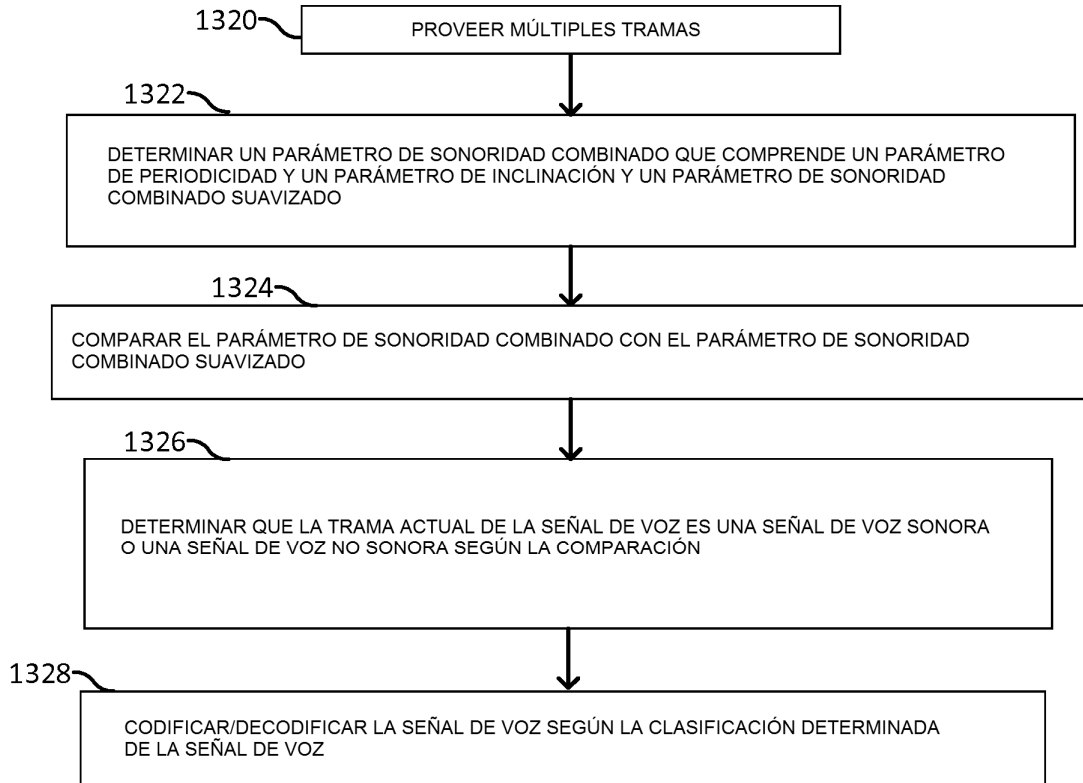 1320
PROVEER MÚLTIPLES TRAMAS
1322
DETERMINAR UN PARÁMETRO DE SONORIDAD COMBINADO QUE COMPRENDE UN PARÁMETRO
DE PERIODICIDAD Y UN PARÁMETRO DE INCLINACIÓN Y UN PARÁMETRO DE SONORIDAD
COMBINADO SUAVIZADO
1324
COMPARAR EL PARÁMETRO DE SONORIDAD COMBINADO CON EL PARÁMETRO DE SONORIDAD
COMBINADO SUAVIZADO
1326
DETERMINAR QUE LA TRAMA ACTUAL DE LA SEÑAL DE VOZ ES UNA SEÑAL DE VOZ SONORA
O UNA SEÑAL DE VOZ NO SONORA SEGÚN LA COMPARACIÓN
1328
CODIFICAR/DECODIFICAR LA SEÑAL DE VOZ SEGÚN LA CLASIFICACIÓN DETERMINADA
DE LA SEÑAL DE VOZ